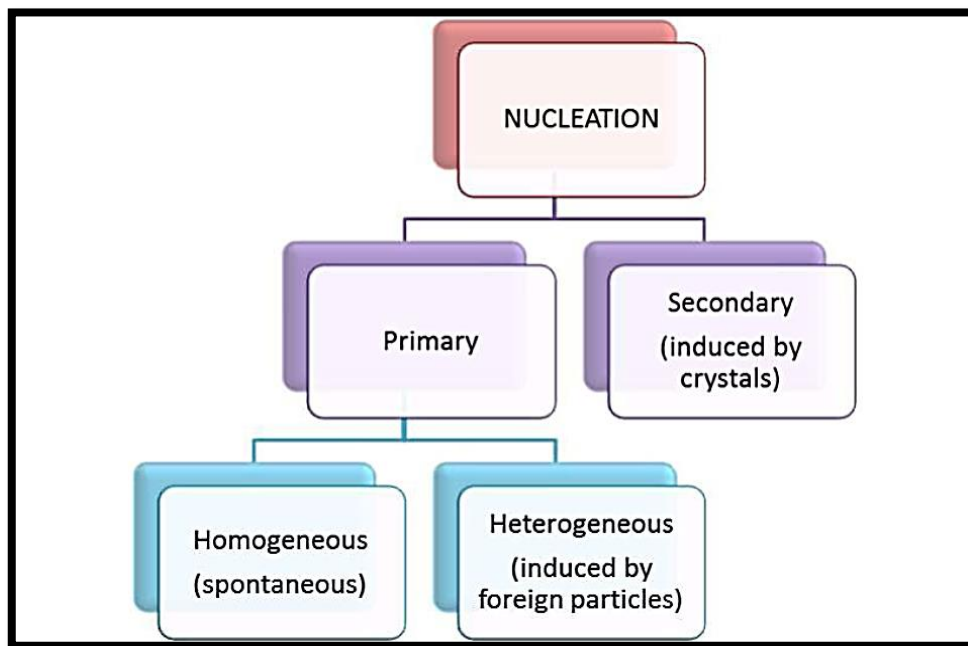 NUCLEATION
Primary
Secondary
(induced by
crystals)
Homogeneous
(spontaneous)
Heterogeneous
(induced by
foreign particles)